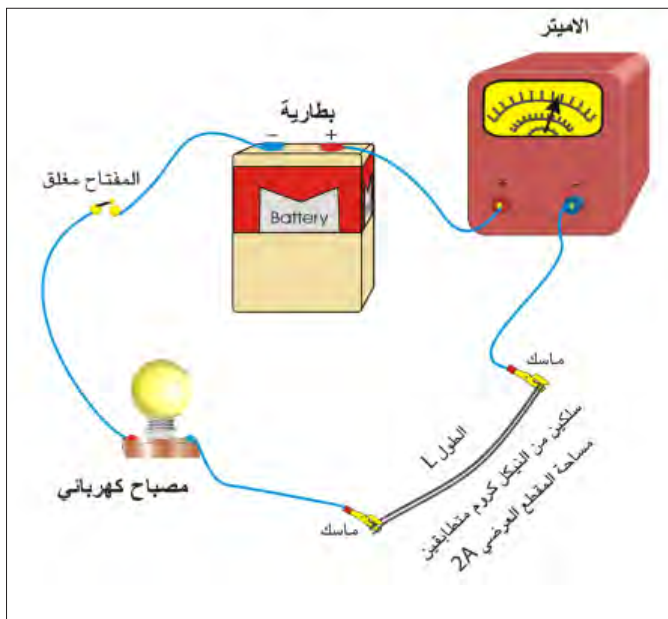 الاميتر
بطارية
− +
المفتاح مغلق
Battery
+ −
ماسك
الطول L
سلكين من النيكل كروم متطابقين
مساحة المقطع العرضي 2A
مصباح كهربائي
ماسك